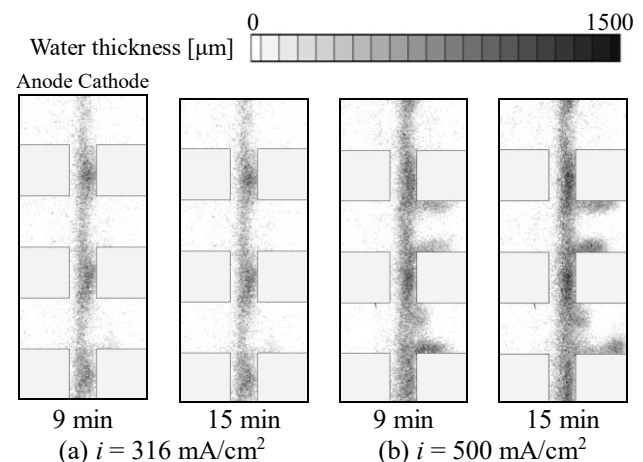 0 1500
Water thickness [μm]
Anode Cathode
9 min 15 min 9 min 15 min
(a) i = 316 mA/cm² (b) i = 500 mA/cm²